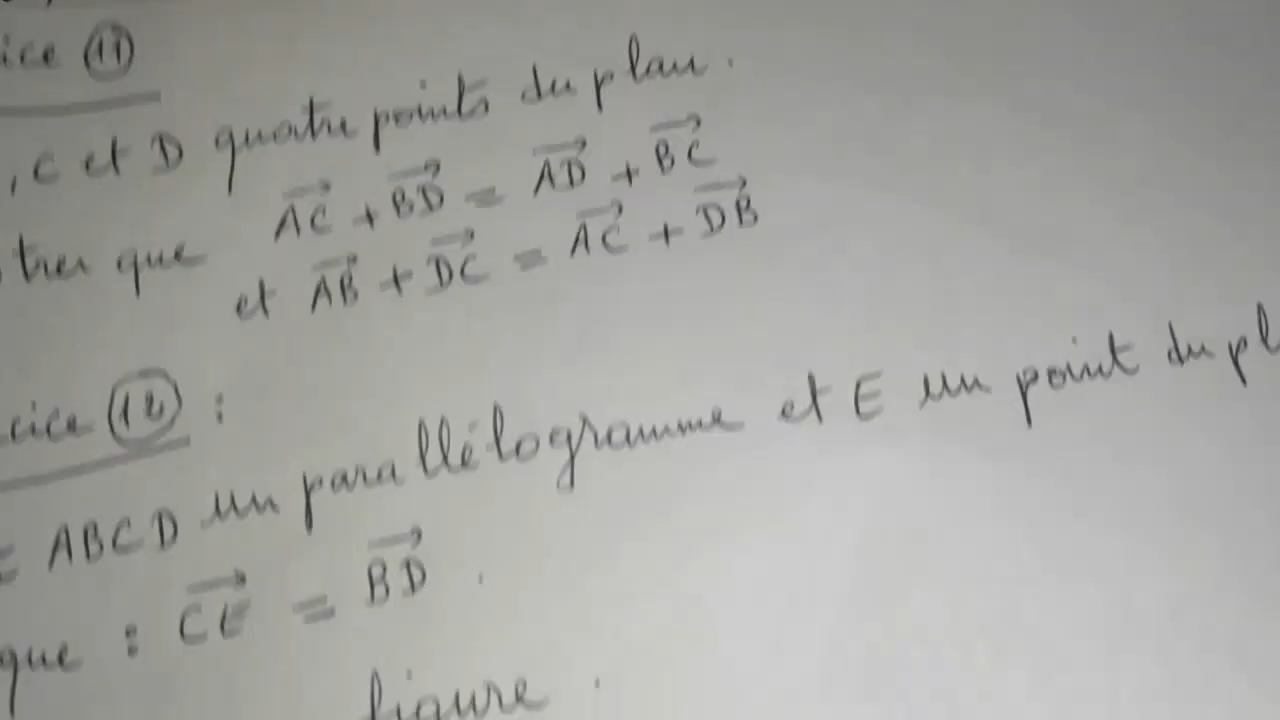 ice 11
, C et D quatre points du plan.
trer que AC + BD = AD + BC
et AB + DC = AC + DB
cice 12 :
ABCD un parallélogramme et E un point du pl
que : CE = BD .
figure .